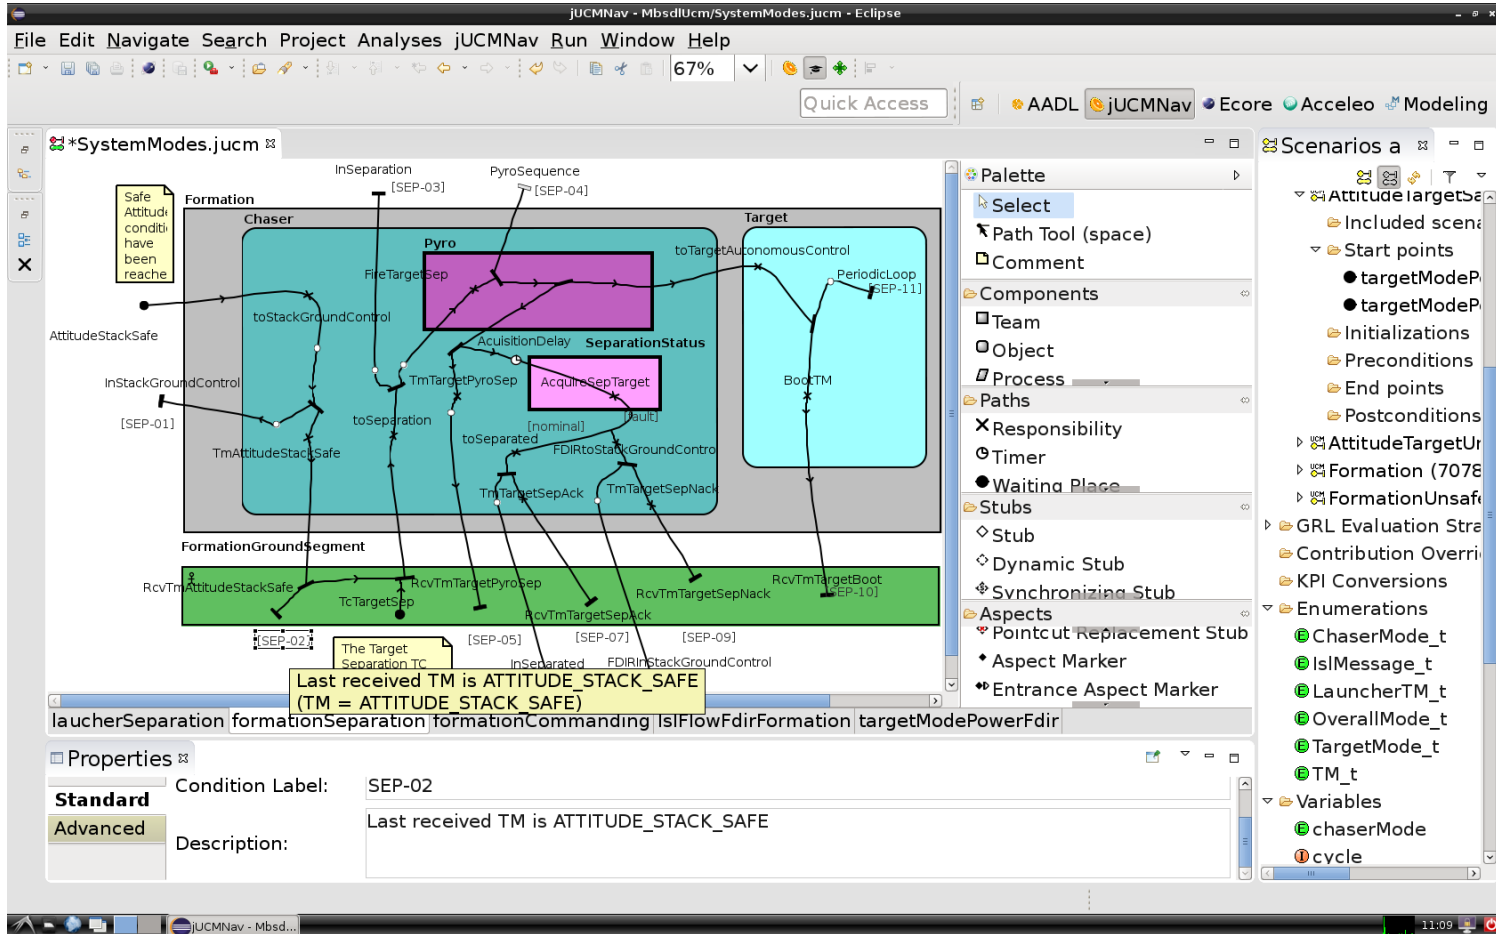 jUCMNav - MbsdlUcm/SystemModes.jucm - Eclipse
File Edit Navigate Search Project Analyses jUCMNav Run Window Help
67%
Quick Access
AADL jUCMNav Ecore Acceleo Modeling
*SystemModes.jucm
Safe
Attitude
conditi
have
been
reache
Formation
InSeparation
[SEP-03]
PyroSequence
[SEP-04]
Chaser
Pyro
Target
toTargetAutonomousControl
FireTargetSep
PeriodicLoop
[SEP-11]
AttitudeStackSafe
toStackGroundControl
AcuisitionDelay
SeparationStatus
InStackGroundControl
TmTargetPyroSep
AcquireSepTarget
BootTM
[SEP-01]
toSeparation
[nominal]
[fault]
toSeparated
TmAttitudeStackSafe
FDIRtoStackGroundContro
TmTargetSepAck
TmTargetSepNack
FormationGroundSegment
RcvTmAttitudeStackSafe
RcvTmTargetPyroSep
RcvTmTargetBoot
TcTargetSep
RcvTmTargetSepNack
[SEP-10]
RcvTmTargetSepAck
[SEP-02]
[SEP-05]
[SEP-07]
[SEP-09]
The Target
Separation TC
InSeparated
FDIRInStackGroundControl
Last received TM is ATTITUDE_STACK_SAFE
(TM = ATTITUDE_STACK_SAFE)
laucherSeparation formationSeparation formationCommanding IslFlowFdirFormation targetModePowerFdir
Palette
Select
Path Tool (space)
Comment
Components
Team
Object
Process
Paths
Responsibility
Timer
Waiting Place
Stubs
Stub
Dynamic Stub
Synchronizing Stub
Aspects
Pointcut Replacement Stub
Aspect Marker
Entrance Aspect Marker
Scenarios a
AttitudeTargetSa
Included scena
Start points
targetModeP
targetModeP
Initializations
Preconditions
End points
Postconditions
AttitudeTargetUr
Formation (7078
FormationUnsafe
GRL Evaluation Stra
Contribution Overri
KPI Conversions
Enumerations
ChaserMode_t
IslMessage_t
LauncherTM_t
OverallMode_t
TargetMode_t
TM_t
Variables
chaserMode
cycle
Properties
Standard
Advanced
Condition Label:
SEP-02
Description:
Last received TM is ATTITUDE_STACK_SAFE
jUCMNav - Mbsd...
11:09